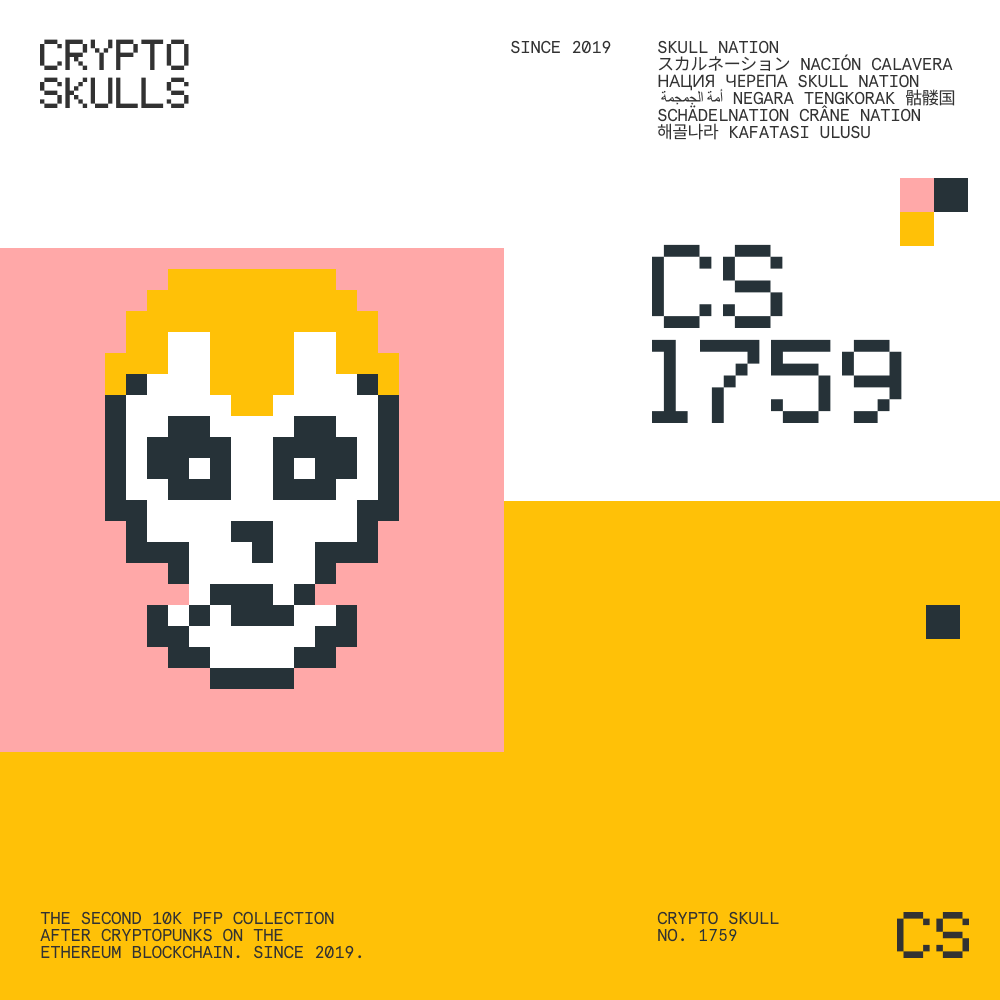 CRYPTO
SKULLS
SINCE 2019
SKULL NATION
スカルネーション NACIÓN CALAVERA
НАЦИЯ ЧЕРЕПА SKULL NATION
أمة الجمجمة NEGARA TENGKORAK 骷髅国
SCHÄDELNATION CRÂNE NATION
해골나라 KAFATASI ULUSU
CS
1759
THE SECOND 10K PFP COLLECTION
AFTER CRYPTOPUNKS ON THE
ETHEREUM BLOCKCHAIN. SINCE 2019.
CRYPTO SKULL
NO. 1759
CS